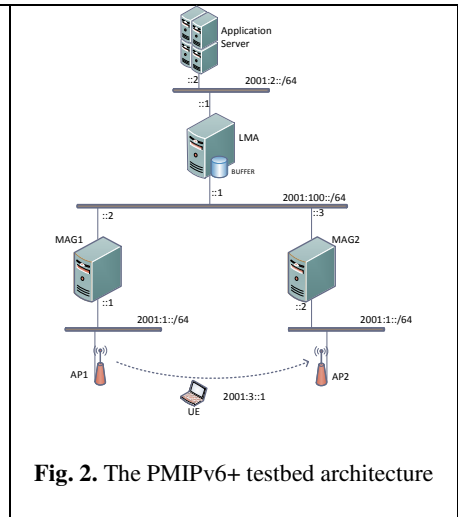 Application
Server
::2
2001:2::/64
::1
LMA
BUFFER
::1
2001:100::/64
::2
::3
MAG1
MAG2
::1
::2
2001:1::/64
2001:1::/64
AP1
AP2
2001:3::1
UE
Fig. 2. The PMIPv6+ testbed architecture